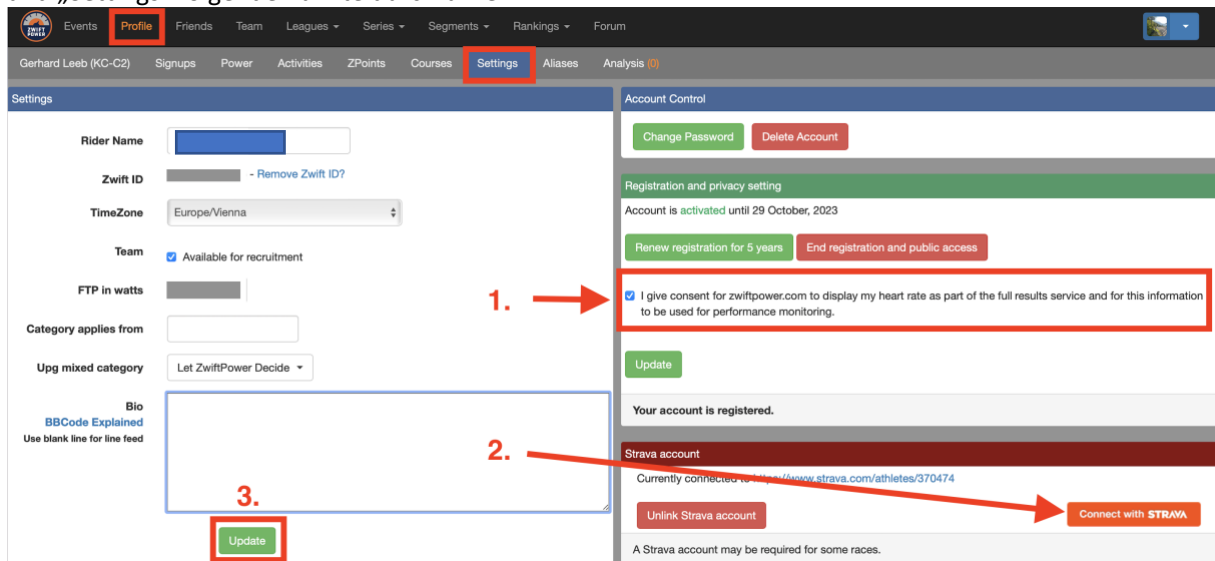 ZWIFT POWER Events Profile Friends Team Leagues Series Segments Rankings Forum
Gerhard Leeb (KC-C2) Signups Power Activities ZPoints Courses Settings Aliases Analysis (0)
Settings
Rider Name
Zwift ID - Remove Zwift ID?
TimeZone Europe/Vienna
Team Available for recruitment
FTP in watts
Category applies from
Upg mixed category Let ZwiftPower Decide
Bio
BBCode Explained
Use blank line for line feed
3.
Update
Account Control
Change Password Delete Account
Registration and privacy setting
Account is activated until 29 October, 2023
Renew registration for 5 years End registration and public access
1.
I give consent for zwiftpower.com to display my heart rate as part of the full results service and for this information
to be used for performance monitoring.
Update
Your account is registered.
2.
Strava account
Currently connected to https://www.strava.com/athletes/370474
Unlink Strava account Connect with STRAVA
A Strava account may be required for some races.